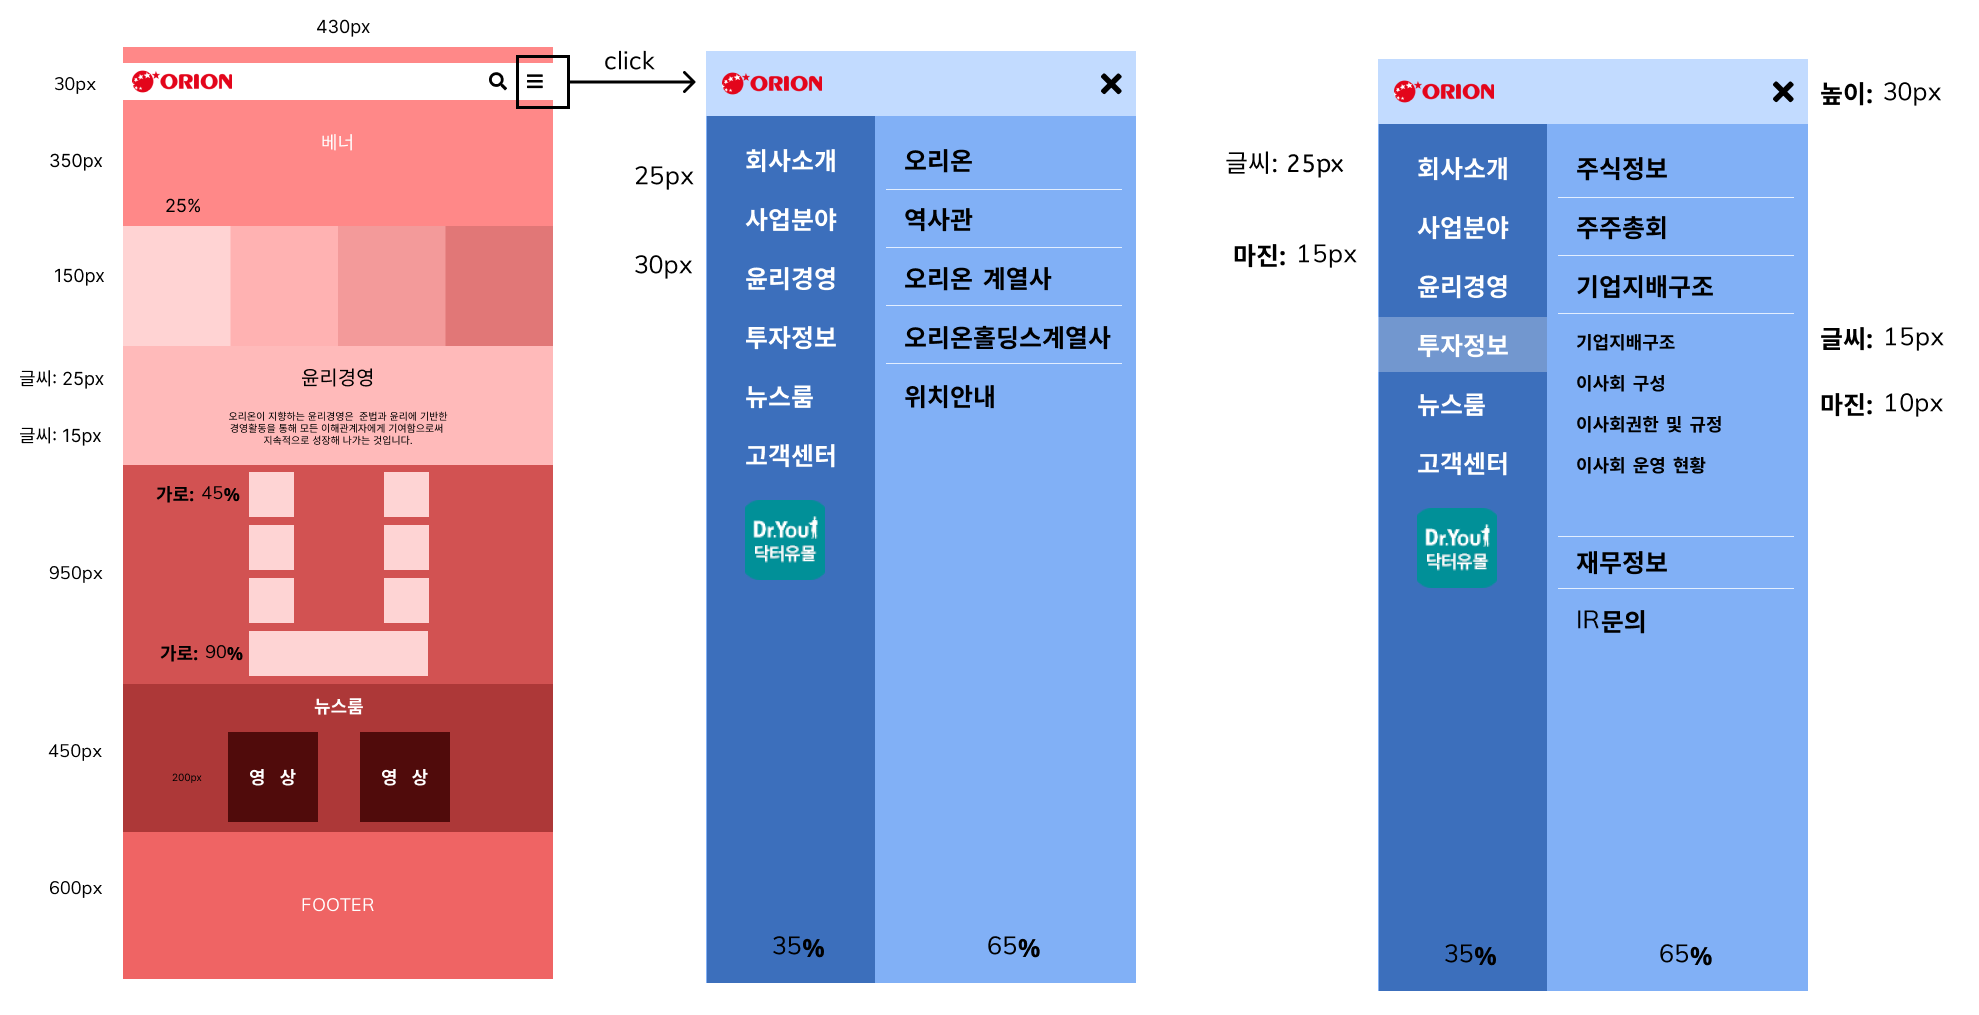 430px
30px
ORION
click
350px
베너
25%
150px
글씨: 25px
윤리경영
글씨: 15px
오리온이 지향하는 윤리경영은 준법과 윤리에 기반한
경영활동을 통해 모든 이해관계자에게 기여함으로써
지속적으로 성장해 나가는 것입니다.
가로: 45%
950px
가로: 90%
뉴스룸
450px
200px
영 상
영 상
600px
FOOTER
ORION
25px
30px
회사소개
사업분야
윤리경영
투자정보
뉴스룸
고객센터
Dr.You
닥터유몰
35%
오리온
역사관
오리온 계열사
오리온홀딩스계열사
위치안내
65%
글씨: 25px
마진: 15px
ORION
높이: 30px
회사소개
사업분야
윤리경영
투자정보
뉴스룸
고객센터
Dr.You
닥터유몰
35%
주식정보
주주총회
기업지배구조
기업지배구조
이사회 구성
이사회권한 및 규정
이사회 운영 현황
재무정보
IR문의
65%
글씨: 15px
마진: 10px